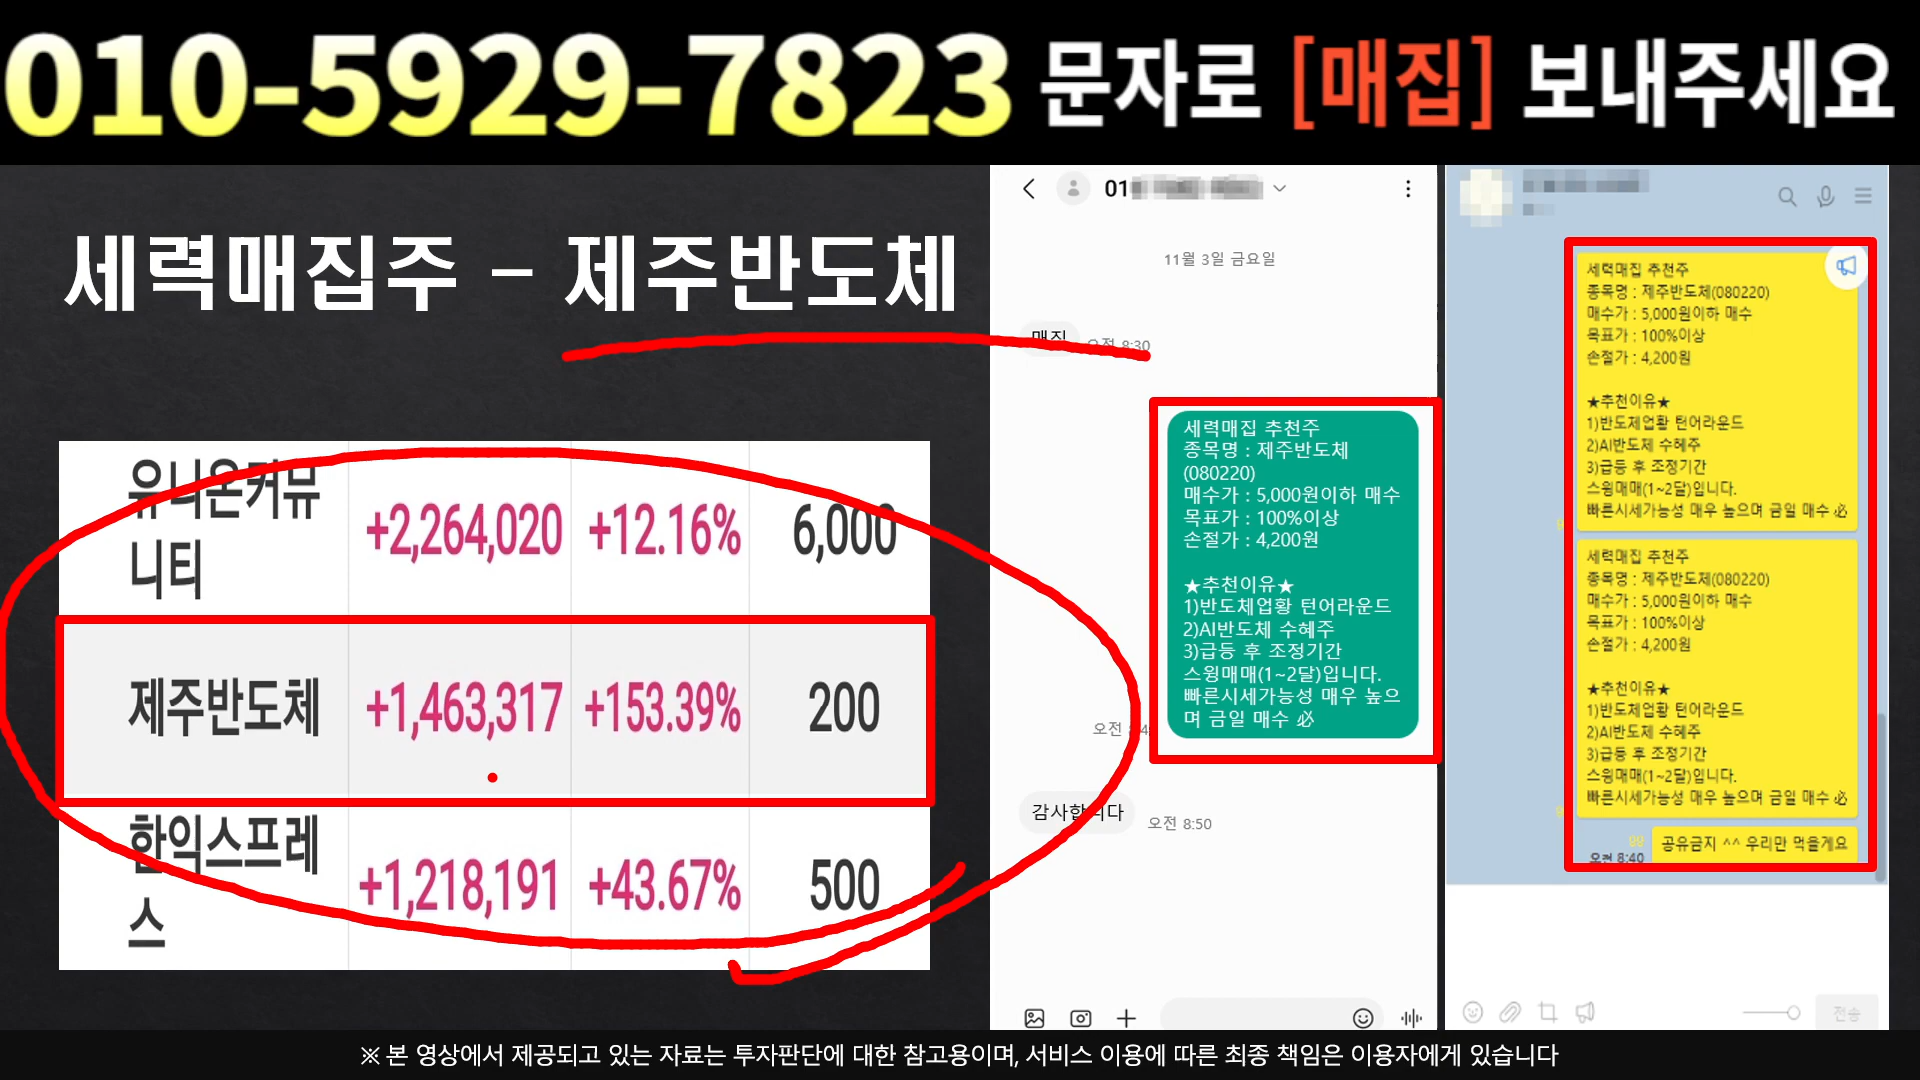 010-5929-7823 문자로 [매집] 보내주세요
세력매집주 - 제주반도체
유니온커뮤
니티
+2,264,020
+12.16%
6,000
제주반도체
+1,463,317
+153.39%
200
한익스프레
스
+1,218,191
+43.67%
500
01
11월 3일 금요일
매집
오전 8:30
세력매집 추천주
종목명 : 제주반도체
(080220)
매수가 : 5,000원이하 매수
목표가 : 100%이상
손절가 : 4,200원
★추천이유★
1)반도체업황 턴어라운드
2)AI반도체 수혜주
3)급등 후 조정기간
스윙매매(1~2달)입니다.
빠른시세가능성 매우 높으
며 금일 매수 必
오전
감사합니다
오전 8:50
세력매집 추천주
종목명 : 제주반도체(080220)
매수가 : 5,000원이하 매수
목표가 : 100%이상
손절가 : 4,200원
★추천이유★
1)반도체업황 턴어라운드
2)AI반도체 수혜주
3)급등 후 조정기간
스윙매매(1~2달)입니다.
빠른시세가능성 매우 높으며 금일 매수 必
세력매집 추천주
종목명 : 제주반도체(080220)
매수가 : 5,000원이하 매수
목표가 : 100%이상
손절가 : 4,200원
★추천이유★
1)반도체업황 턴어라운드
2)AI반도체 수혜주
3)급등 후 조정기간
스윙매매(1~2달)입니다.
빠른시세가능성 매우 높으며 금일 매수 必
오전 8:40
공유금지 ^^ 우리만 먹을게요
전송
※ 본 영상에서 제공되고 있는 자료는 투자판단에 대한 참고용이며, 서비스 이용에 따른 최종 책임은 이용자에게 있습니다